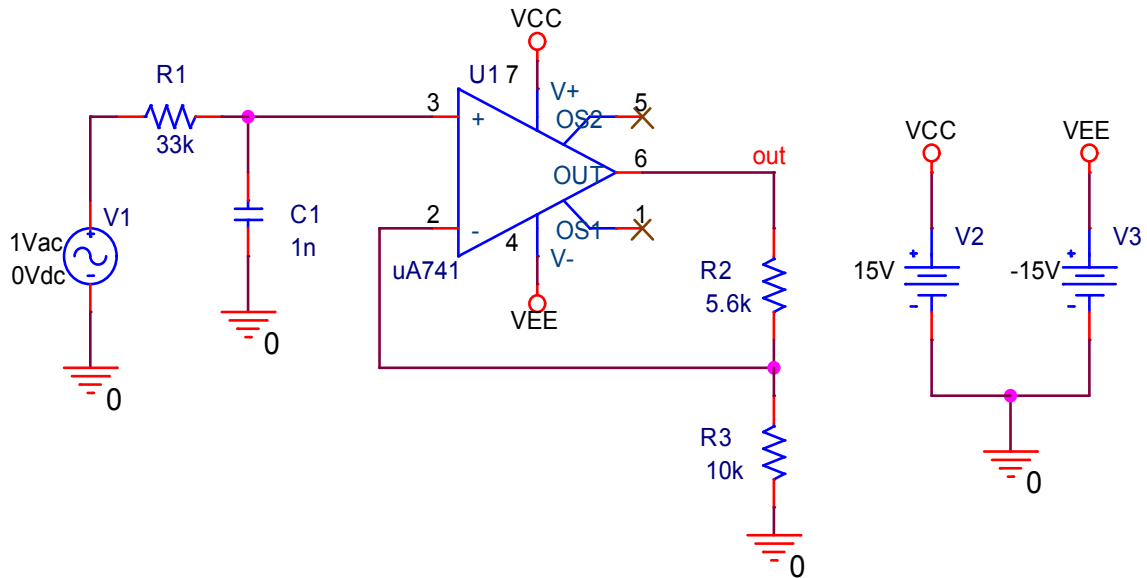 VCC
R1
U1
7
V+
3
+
OS2
5
33k
VCC
VEE
6
out
OUT
V1
+
1Vac
0Vdc
-
C1
1n
2
-
4
OS1
1
V-
uA741
VEE
R2
5.6k
V2
+
15V
-
V3
+
-15V
-
0
0
R3
10k
0
0